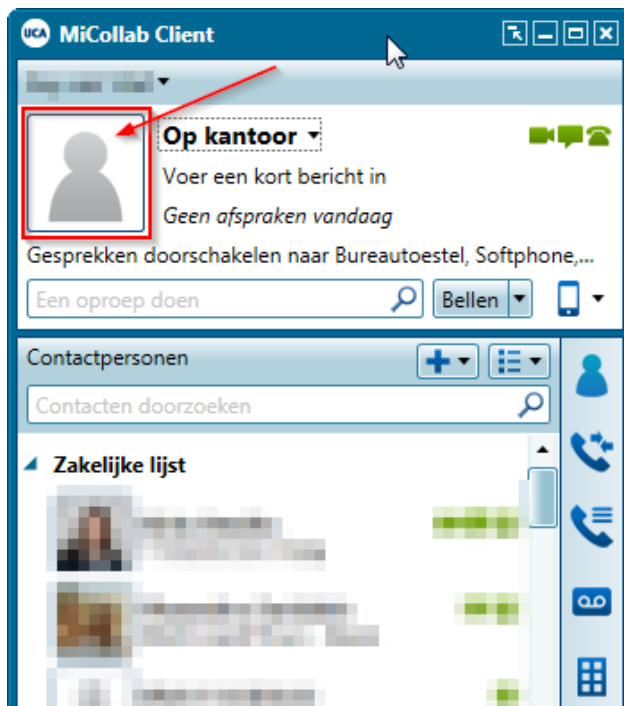 UCA MiCollab Client
Op kantoor
Voer een kort bericht in
Geen afspraken vandaag
Gesprekken doorschakelen naar Bureautoestel, Softphone,...
Een oproep doen
Bellen
Contactpersonen
Contacten doorzoeken
Zakelijke lijst